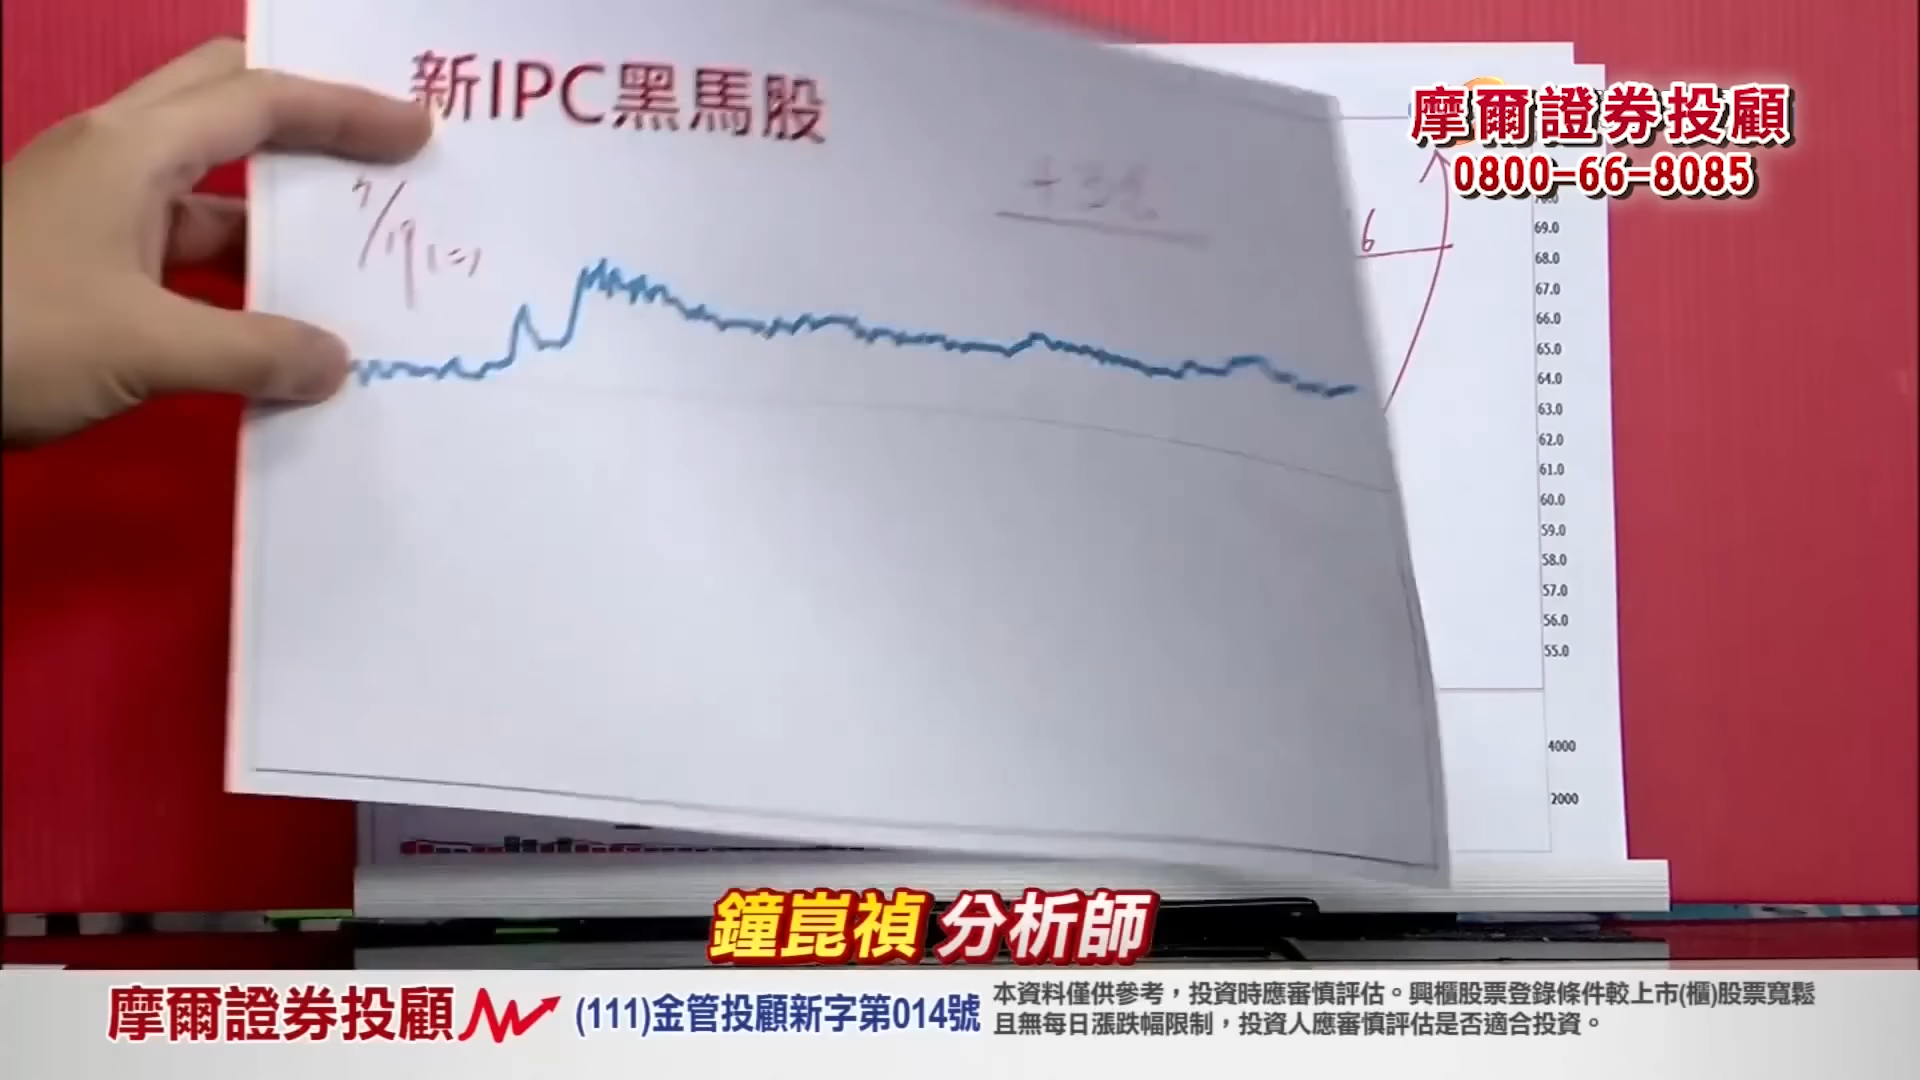 新IPC黑馬股
摩爾證券投顧
0800-66-8085
6
69.0
68.0
67.0
66.0
65.0
64.0
63.0
62.0
61.0
60.0
59.0
58.0
57.0
56.0
55.0
4000
2000
鐘崑禎 分析師
摩爾證券投顧
(111)金管投顧新字第014號
本資料僅供參考，投資時應審慎評估。興櫃股票登錄條件較上市(櫃)股票寬鬆
且無每日漲跌幅限制，投資人應審慎評估是否適合投資。